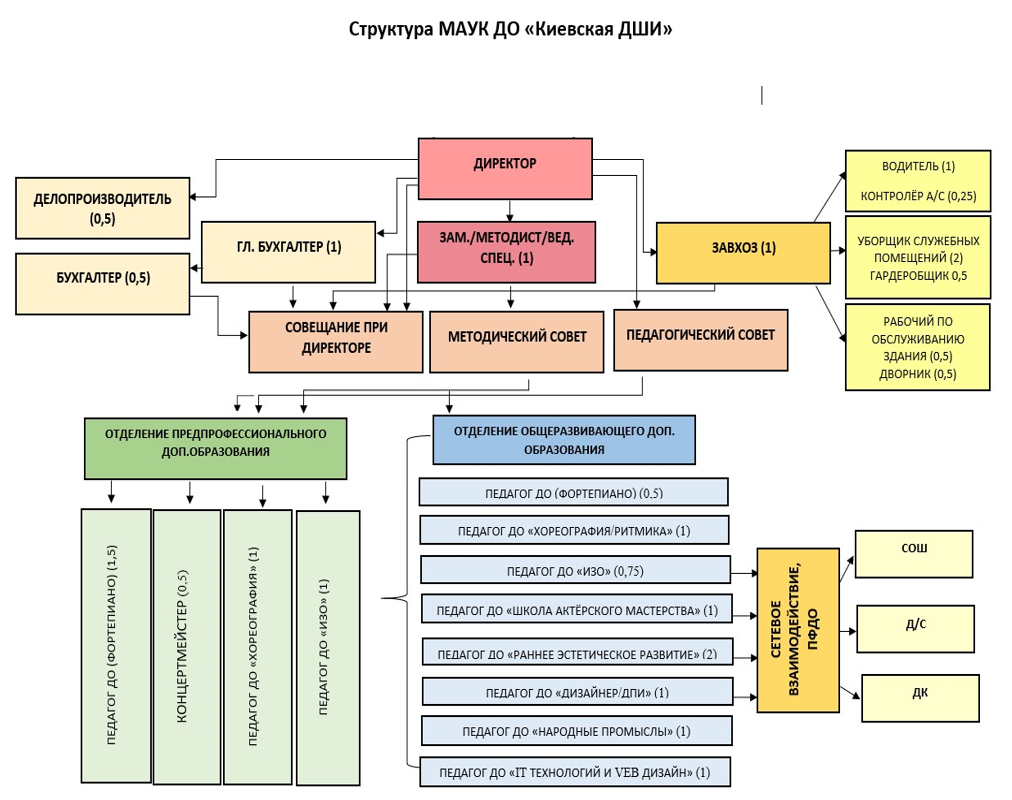 Структура МАУК ДО «Киевская ДШИ»
ДИРЕКТОР
ДЕЛОПРОИЗВОДИТЕЛЬ
(0,5)
ГЛ. БУХГАЛТЕР (1)
БУХГАЛТЕР (0,5)
ЗАМ./МЕТОДИСТ/ВЕД.
СПЕЦ. (1)
ЗАВХОЗ (1)
ВОДИТЕЛЬ (1)
КОНТРОЛЁР А/С (0,25)
УБОРЩИК СЛУЖЕБНЫХ
ПОМЕЩЕНИЙ (2)
ГАРДЕРОБЩИК 0,5
РАБОЧИЙ ПО
ОБСЛУЖИВАНИЮ
ЗДАНИЯ (0,5)
ДВОРНИК (0,5)
СОВЕЩАНИЕ ПРИ
ДИРЕКТОРЕ
МЕТОДИЧЕСКИЙ СОВЕТ
ПЕДАГОГИЧЕСКИЙ СОВЕТ
ОТДЕЛЕНИЕ ПРЕДПРОФЕССИОНАЛЬНОГО
ДОП.ОБРАЗОВАНИЯ
ОТДЕЛЕНИЕ ОБЩЕРАЗВИВАЮЩЕГО ДОП.
ОБРАЗОВАНИЯ
ПЕДАГОГ ДО (ФОРТЕПИАНО) (1,5)
КОНЦЕРТМЕЙСТЕР (0,5)
ПЕДАГОГ ДО «ХОРЕОГРАФИЯ» (1)
ПЕДАГОГ ДО «ИЗО» (1)
ПЕДАГОГ ДО (ФОРТЕПИАНО) (0,5)
ПЕДАГОГ ДО «ХОРЕОГРАФИЯ/РИТМИКА» (1)
ПЕДАГОГ ДО «ИЗО» (0,75)
ПЕДАГОГ ДО «ШКОЛА АКТЁРСКОГО МАСТЕРСТВА» (1)
ПЕДАГОГ ДО «РАННЕЕ ЭСТЕТИЧЕСКОЕ РАЗВИТИЕ» (2)
ПЕДАГОГ ДО «ДИЗАЙНЕР/ДПИ» (1)
ПЕДАГОГ ДО «НАРОДНЫЕ ПРОМЫСЛЫ» (1)
ПЕДАГОГ ДО «IT ТЕХНОЛОГИЙ И VEB ДИЗАЙН» (1)
СЕТЕВОЕ
ВЗАИМОДЕЙСТВИЕ,
ПФДО
СОШ
Д/С
ДК